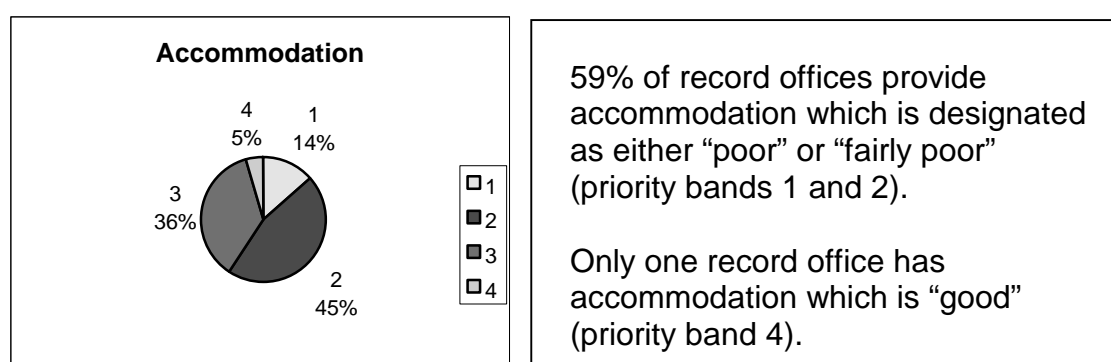 Accommodation
4
5%
1
14%
3
36%
2
45%
1
2
3
4
59% of record offices provide
accommodation which is designated
as either “poor” or “fairly poor”
(priority bands 1 and 2).
Only one record office has
accommodation which is “good”
(priority band 4).